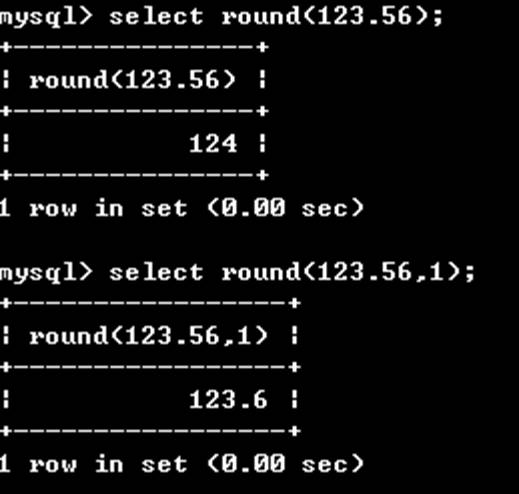 mysql> select round(123.56);
+---------------+
| round(123.56) |
+---------------+
|           124 |
+---------------+
1 row in set (0.00 sec)

mysql> select round(123.56,1);
+-----------------+
| round(123.56,1) |
+-----------------+
|           123.6 |
+-----------------+
1 row in set (0.00 sec)